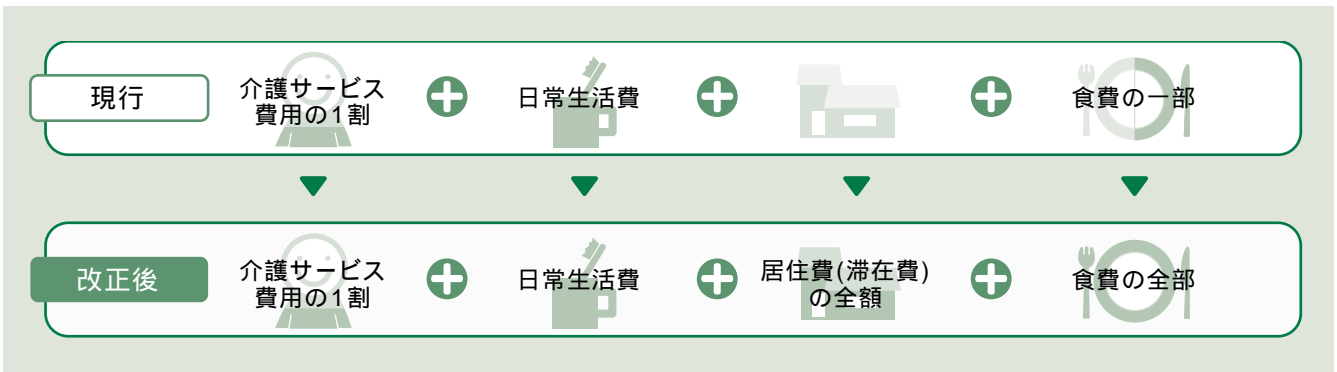 現行
介護サービス
費用の1割
日常生活費
食費の一部
改正後
介護サービス
費用の1割
日常生活費
居住費(滞在費)
の全額
食費の全部